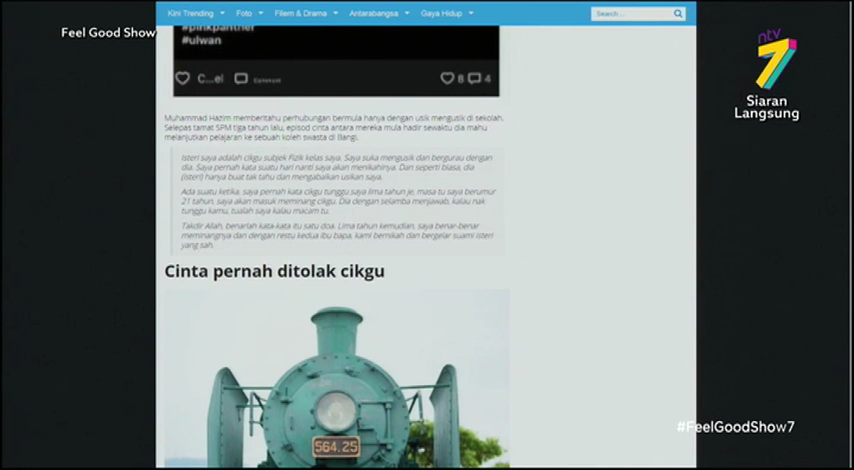 Feel Good Show
Kini Trending Foto Filem & Drama Antarabangsa Gaya Hidup Search...
ntv
7
Siaran
Langsung
#pinkpanther
#ulwan
C...el Comment 8 4
Muhammad Hazim memberitahu perhubungan bermula hanya dengan usik mengusik di sekolah.
Selepas tamat SPM tiga tahun lalu, episod cinta antara mereka mula hadir sewaktu dia mahu
melanjutkan pelajaran ke sebuah koleh swasta di Bangi.
Isteri saya adalah cikgu subjek Fizik kelas saya. Saya suka mengusik dan bergurau dengan
dia. Saya pernah kata suatu hari nanti saya akan menikahinya. Dan seperti biasa, dia
(isteri) hanya buat tak tahu dan mengabaikan usikan saya.
Ada suatu ketika, saya pernah kata cikgu tunggu saya lima tahun je, masa tu saya berumur
21 tahun, saya akan masuk meminang cikgu. Dia dengan selamba menjawab, kalau nak
tunggu kamu, tualah saya kalau macam tu.
Takdir Allah, benarlah kata-kata itu satu doa. Lima tahun kemudian, saya benar-benar
meminangnya dan dengan restu kedua ibu bapa, kami bernikah dan bergelar suami isteri
yang sah.
Cinta pernah ditolak cikgu
564.25
#FeelGoodShow7